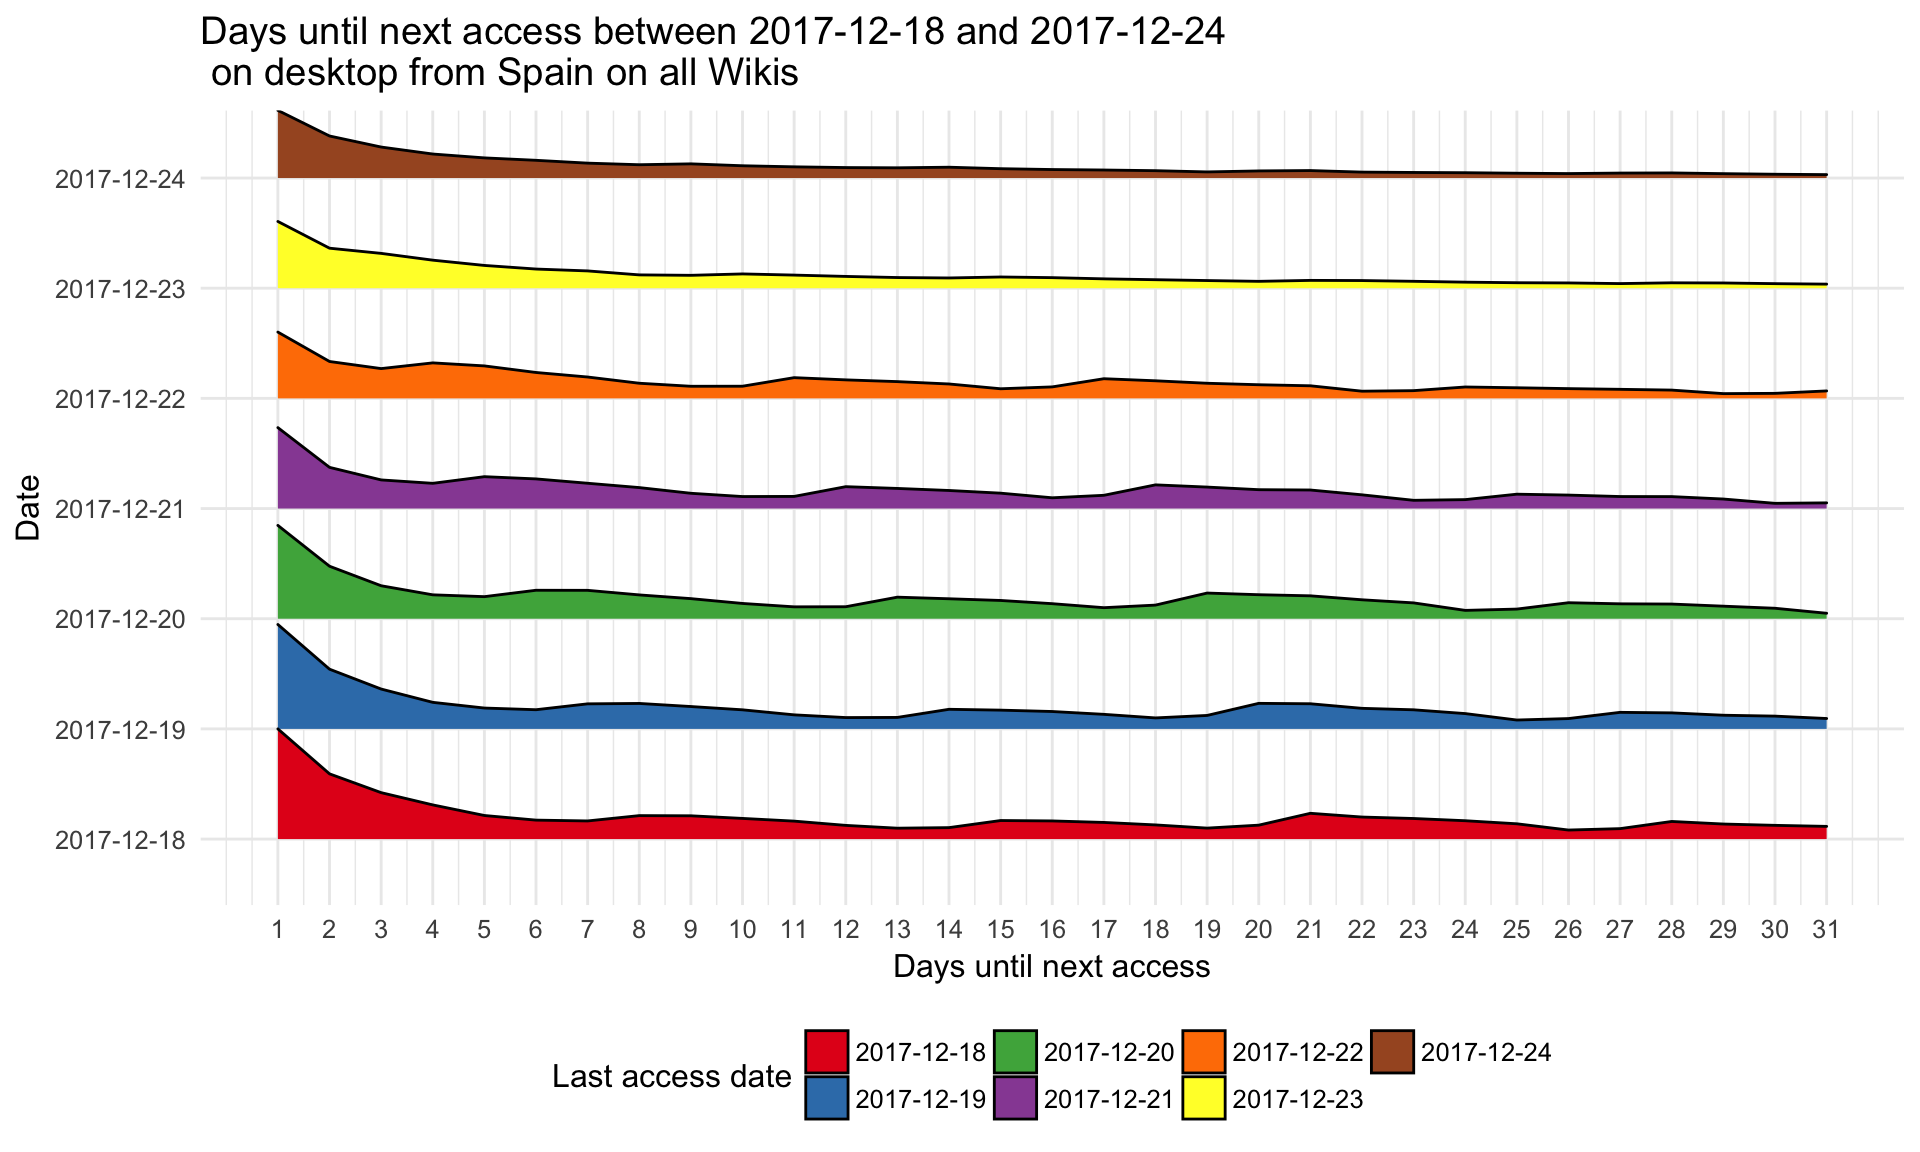 Days until next access between 2017-12-18 and 2017-12-24
on desktop from Spain on all Wikis
2017-12-24
2017-12-23
2017-12-22
2017-12-21
2017-12-20
2017-12-19
2017-12-18
Date
1 2 3 4 5 6 7 8 9 10 11 12 13 14 15 16 17 18 19 20 21 22 23 24 25 26 27 28 29 30 31
Days until next access
Last access date
2017-12-18 2017-12-20 2017-12-22 2017-12-24
2017-12-19 2017-12-21 2017-12-23